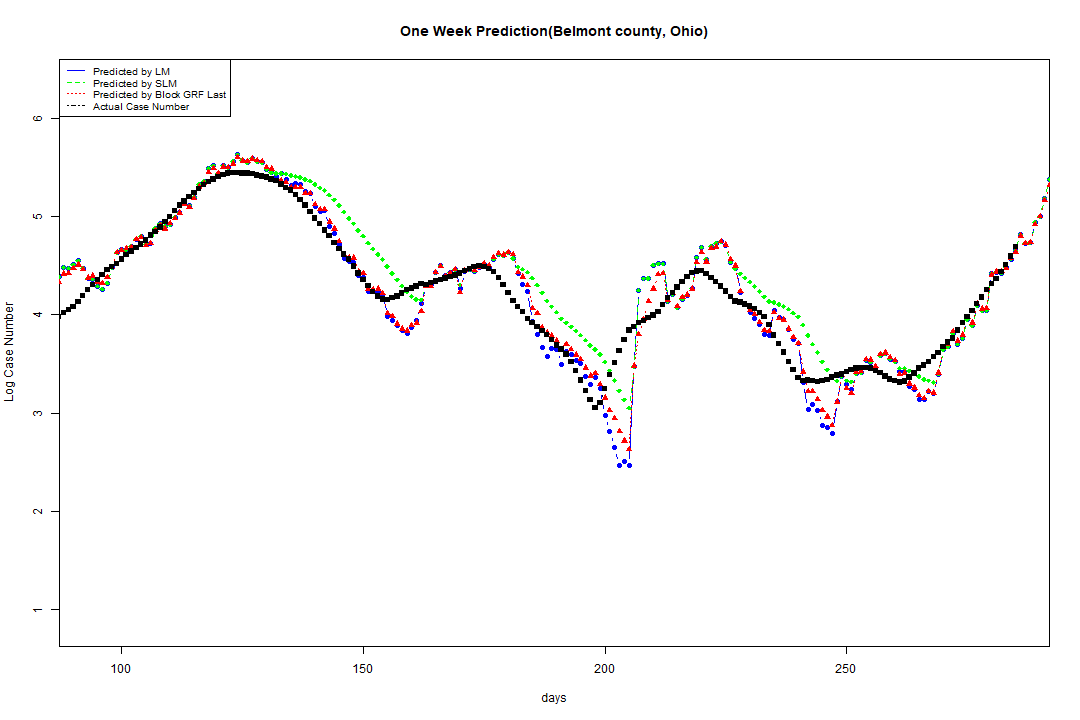 One Week Prediction(Belmont county, Ohio)
Predicted by LM
Predicted by SLM
Predicted by Block GRF Last
Actual Case Number
6
5
4
3
2
1
Log Case Number
100 150 200 250
days